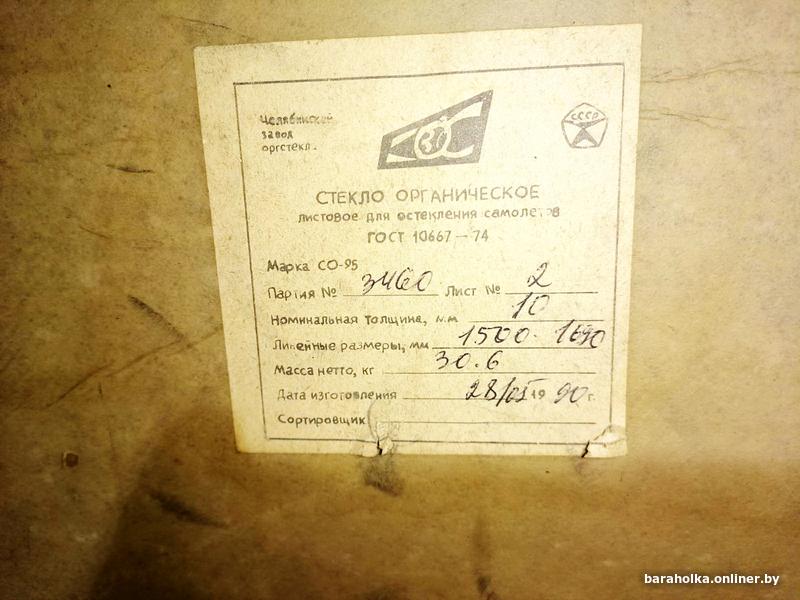 Челябинский
завод
оргстекл.
СССР
СТЕКЛО ОРГАНИЧЕСКОЕ
листовое для остекления самолетов
ГОСТ 10667-74
Марка СО-95
Партия № 3460 Лист № 2
Номинальная толщина, мм 10
Линейные размеры, мм 1500 · 1690
Масса нетто, кг 30.6
Дата изготовления 28/ 19 90 г.
Сортировщик
baraholka.onliner.by